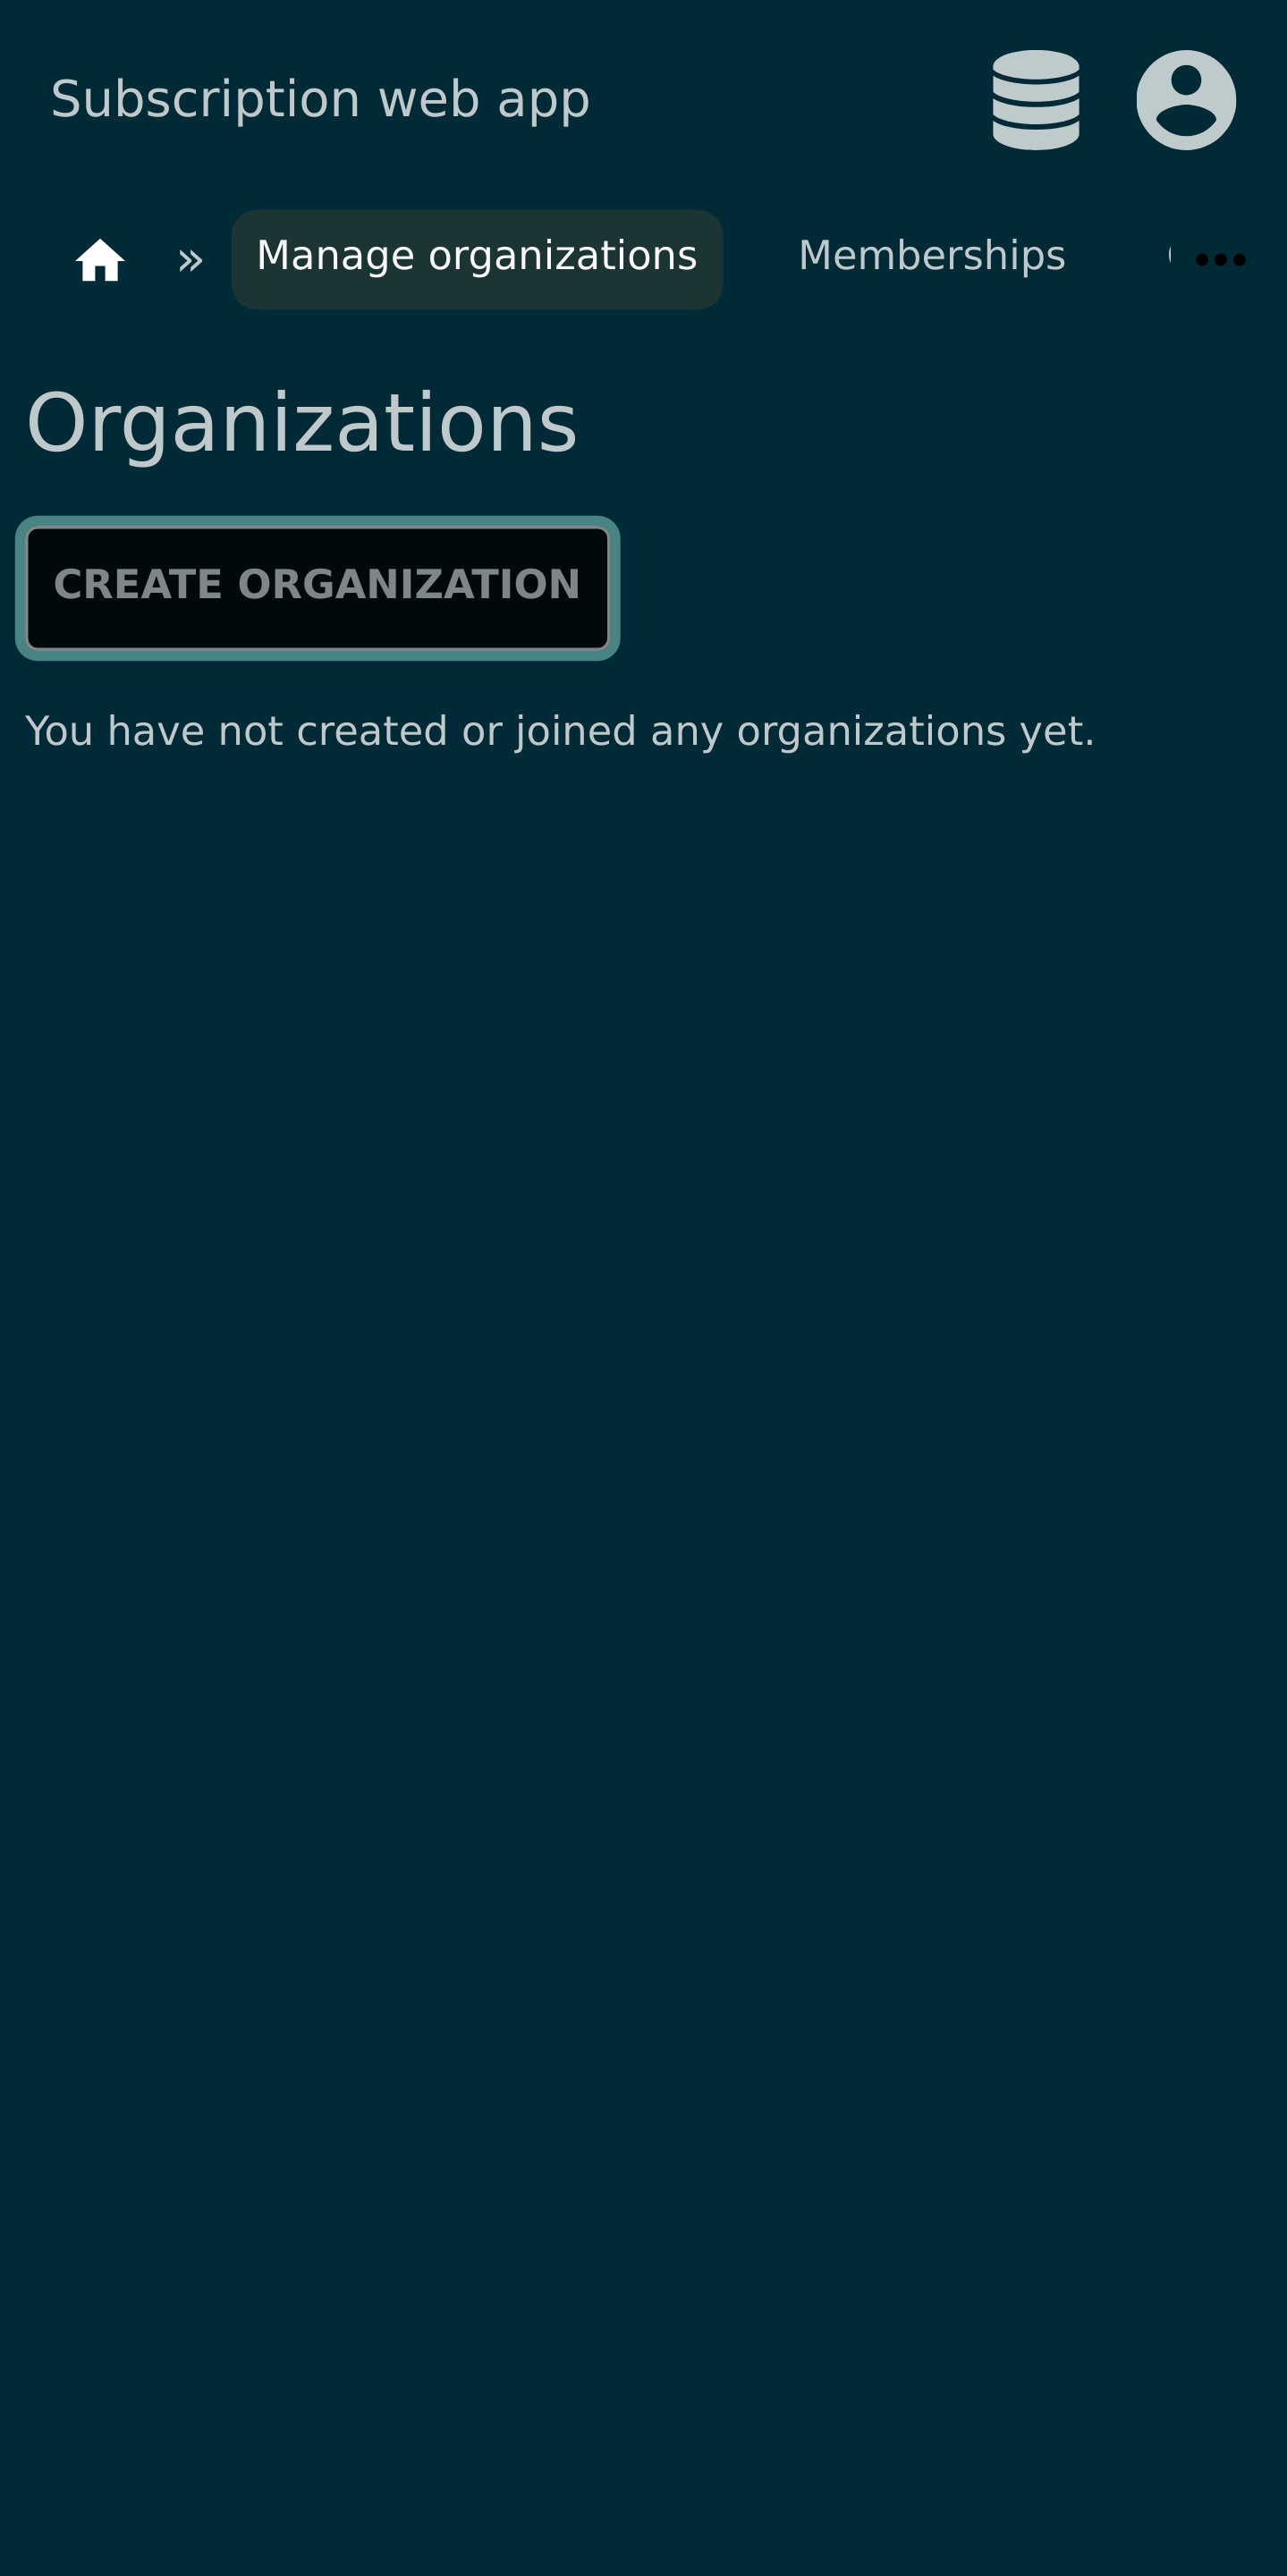 Subscription web app
» Manage organizations Memberships
Organizations
CREATE ORGANIZATION
You have not created or joined any organizations yet.